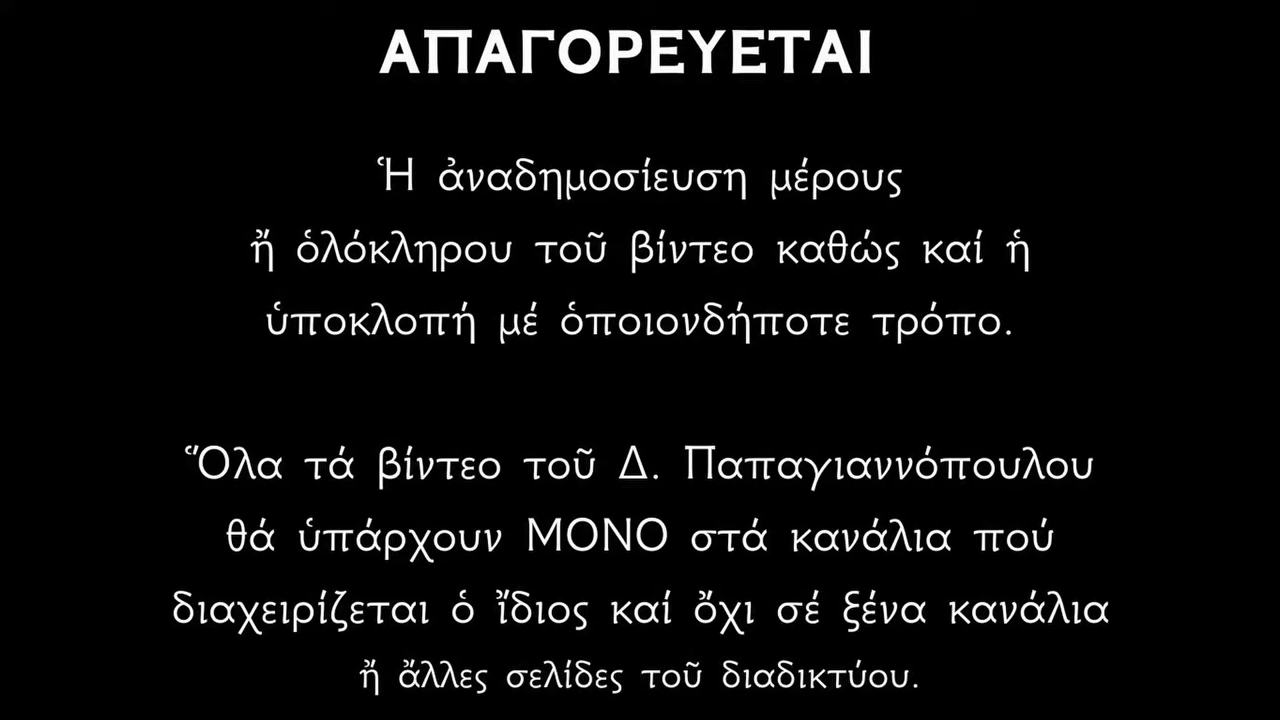 ΑΠΑΓΟΡΕΥΕΤΑΙ
Ἡ ἀναδημοσίευση μέρους
ἤ ὁλόκληρου τοῦ βίντεο καθώς καί ἡ
ὑποκλοπή μέ ὁποιονδήποτε τρόπο.
Ὅλα τά βίντεο τοῦ Δ. Παπαγιαννόπουλου
θά ὑπάρχουν ΜΟΝΟ στά κανάλια πού
διαχειρίζεται ὁ ἴδιος καί ὄχι σέ ξένα κανάλια
ἤ ἄλλες σελίδες τοῦ διαδικτύου.